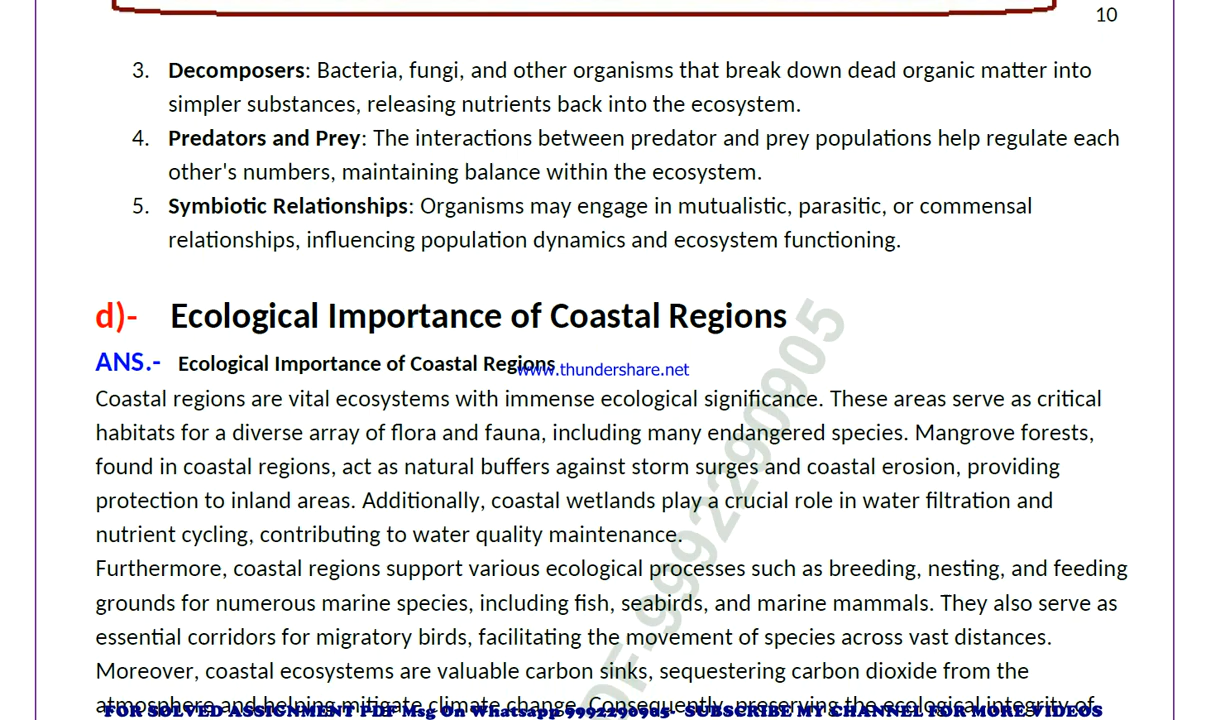 10
3. Decomposers: Bacteria, fungi, and other organisms that break down dead organic matter into
simpler substances, releasing nutrients back into the ecosystem.
4. Predators and Prey: The interactions between predator and prey populations help regulate each
other's numbers, maintaining balance within the ecosystem.
5. Symbiotic Relationships: Organisms may engage in mutualistic, parasitic, or commensal
relationships, influencing population dynamics and ecosystem functioning.
d)- Ecological Importance of Coastal Regions
ANS.- Ecological Importance of Coastal Regions
www.thundershare.net
Coastal regions are vital ecosystems with immense ecological significance. These areas serve as critical
habitats for a diverse array of flora and fauna, including many endangered species. Mangrove forests,
found in coastal regions, act as natural buffers against storm surges and coastal erosion, providing
protection to inland areas. Additionally, coastal wetlands play a crucial role in water filtration and
nutrient cycling, contributing to water quality maintenance.
Furthermore, coastal regions support various ecological processes such as breeding, nesting, and feeding
grounds for numerous marine species, including fish, seabirds, and marine mammals. They also serve as
essential corridors for migratory birds, facilitating the movement of species across vast distances.
Moreover, coastal ecosystems are valuable carbon sinks, sequestering carbon dioxide from the
atmosphere and helping mitigate climate change. Consequently, preserving the ecological integrity of
FOR SOLVED ASSIGNMENT PDF Msg On Whatsapp 9992290905- SUBSCRIBE MY CHANNEL FOR MORE VIDEOS
DF-9992290905